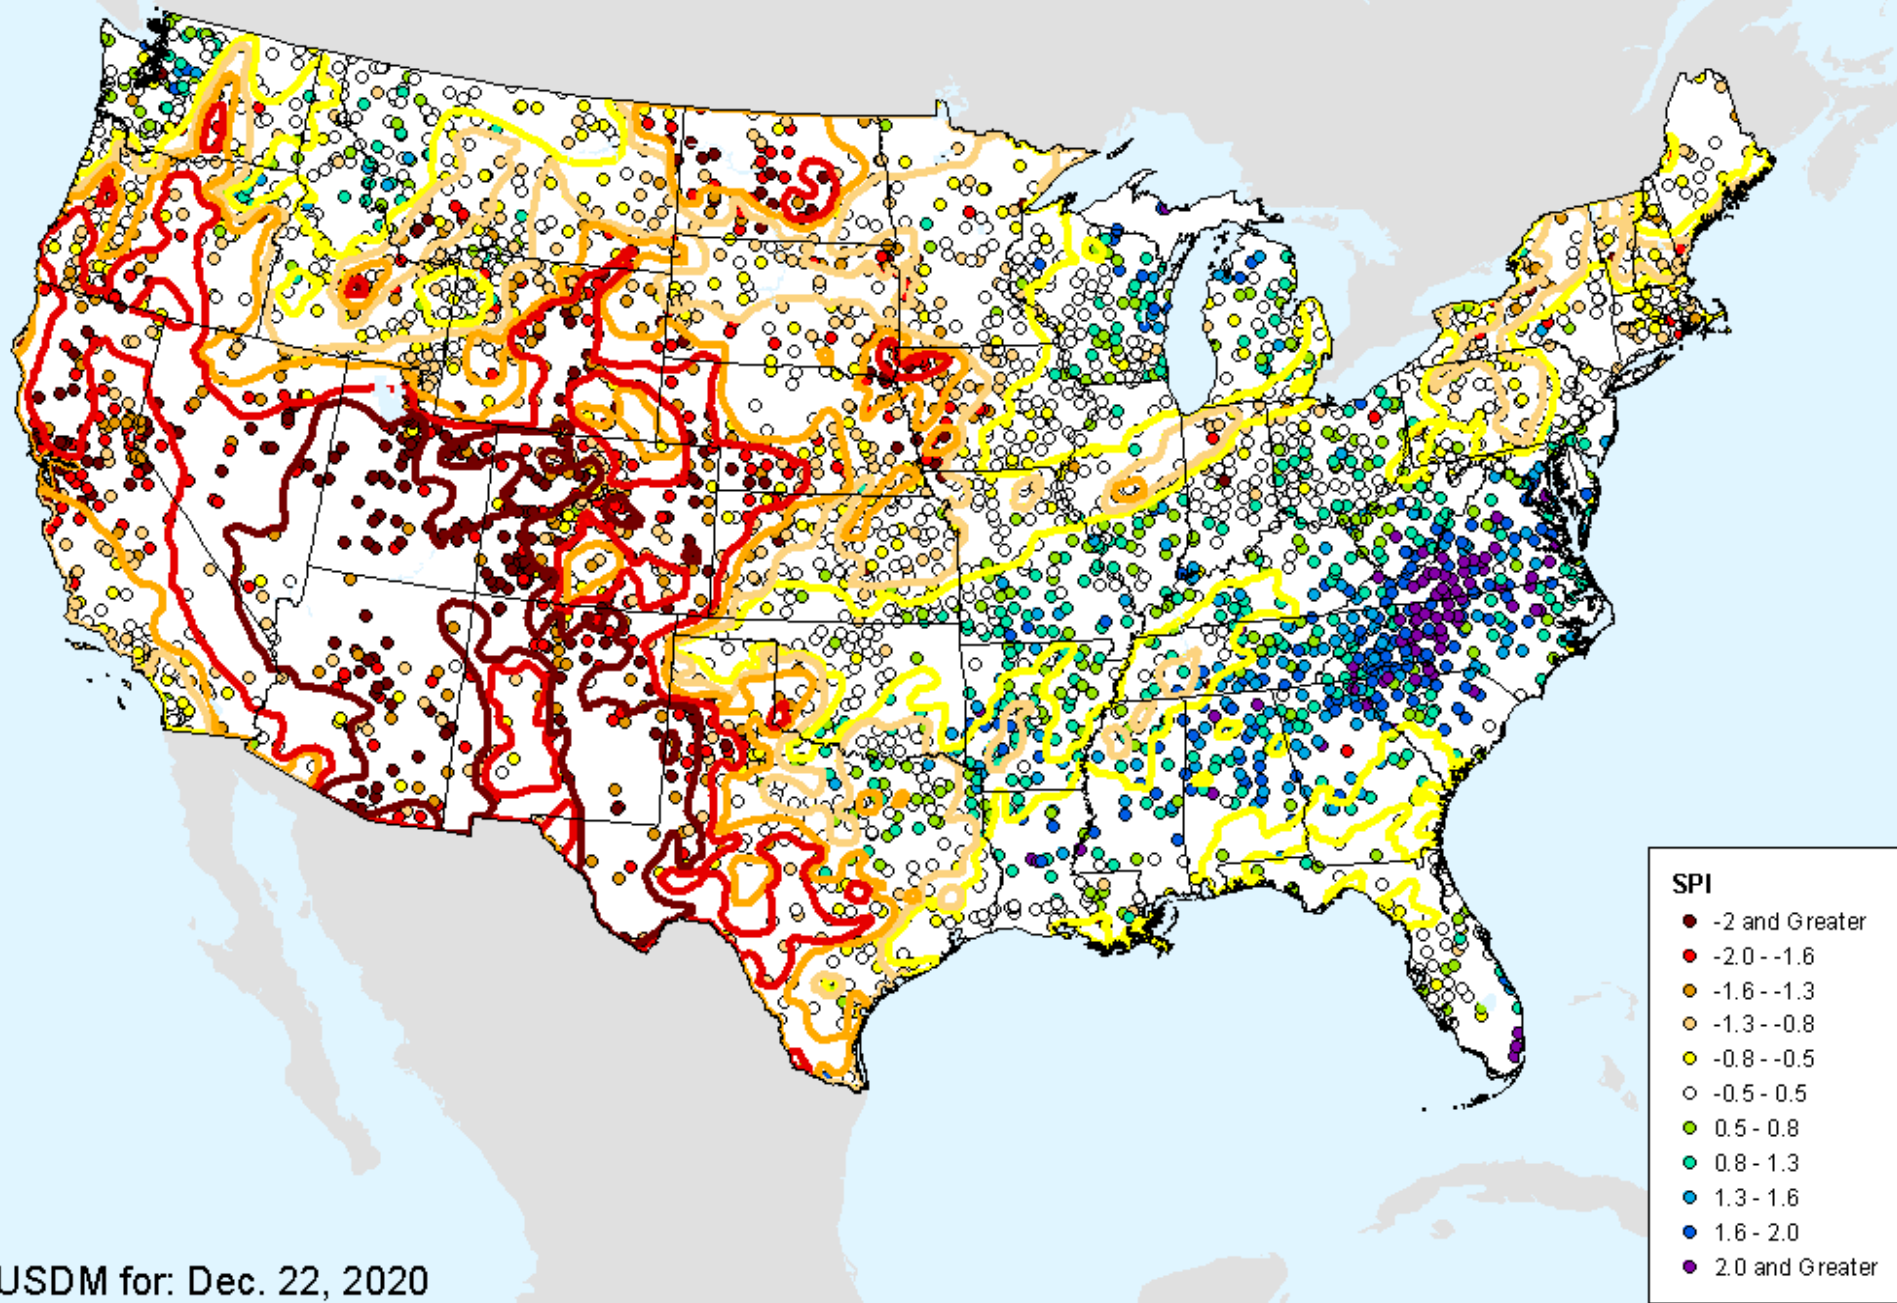 SPI
-2 and Greater
-2.0 - -1.6
-1.6 - -1.3
-1.3 - -0.8
-0.8 - -0.5
-0.5 - 0.5
0.5 - 0.8
0.8 - 1.3
1.3 - 1.6
1.6 - 2.0
2.0 and Greater
USDM for: Dec. 22, 2020